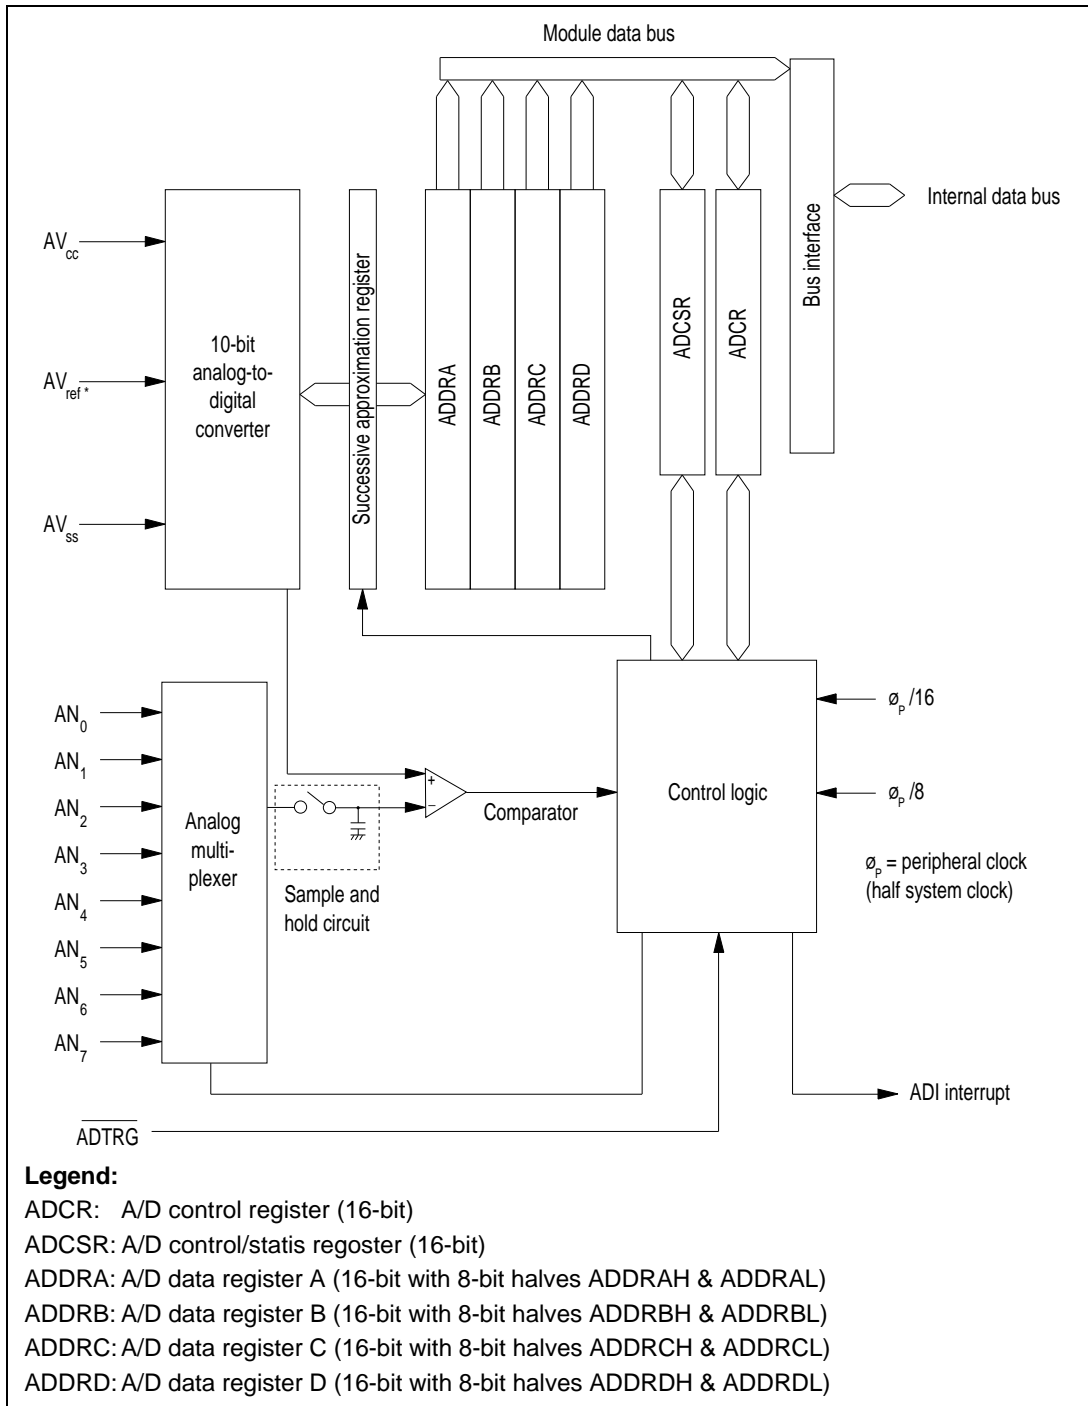 Module data bus
Internal data bus
Bus interface
AVcc
AVref *
AVss
10-bit
analog-to-
digital
converter
Successive approximation register
ADDRA
ADDRB
ADDRC
ADDRD
ADCSR
ADCR
AN0
AN1
AN2
AN3
AN4
AN5
AN6
AN7
Analog
multi-
plexer
Sample and
hold circuit
+
−
Comparator
Control logic
øP /16
øP /8
øP = peripheral clock
(half system clock)
ADI interrupt
ADTRG
Legend:
ADCR: A/D control register (16-bit)
ADCSR: A/D control/statis regoster (16-bit)
ADDRA: A/D data register A (16-bit with 8-bit halves ADDRAH & ADDRAL)
ADDRB: A/D data register B (16-bit with 8-bit halves ADDRBH & ADDRBL)
ADDRC: A/D data register C (16-bit with 8-bit halves ADDRCH & ADDRCL)
ADDRD: A/D data register D (16-bit with 8-bit halves ADDRDH & ADDRDL)